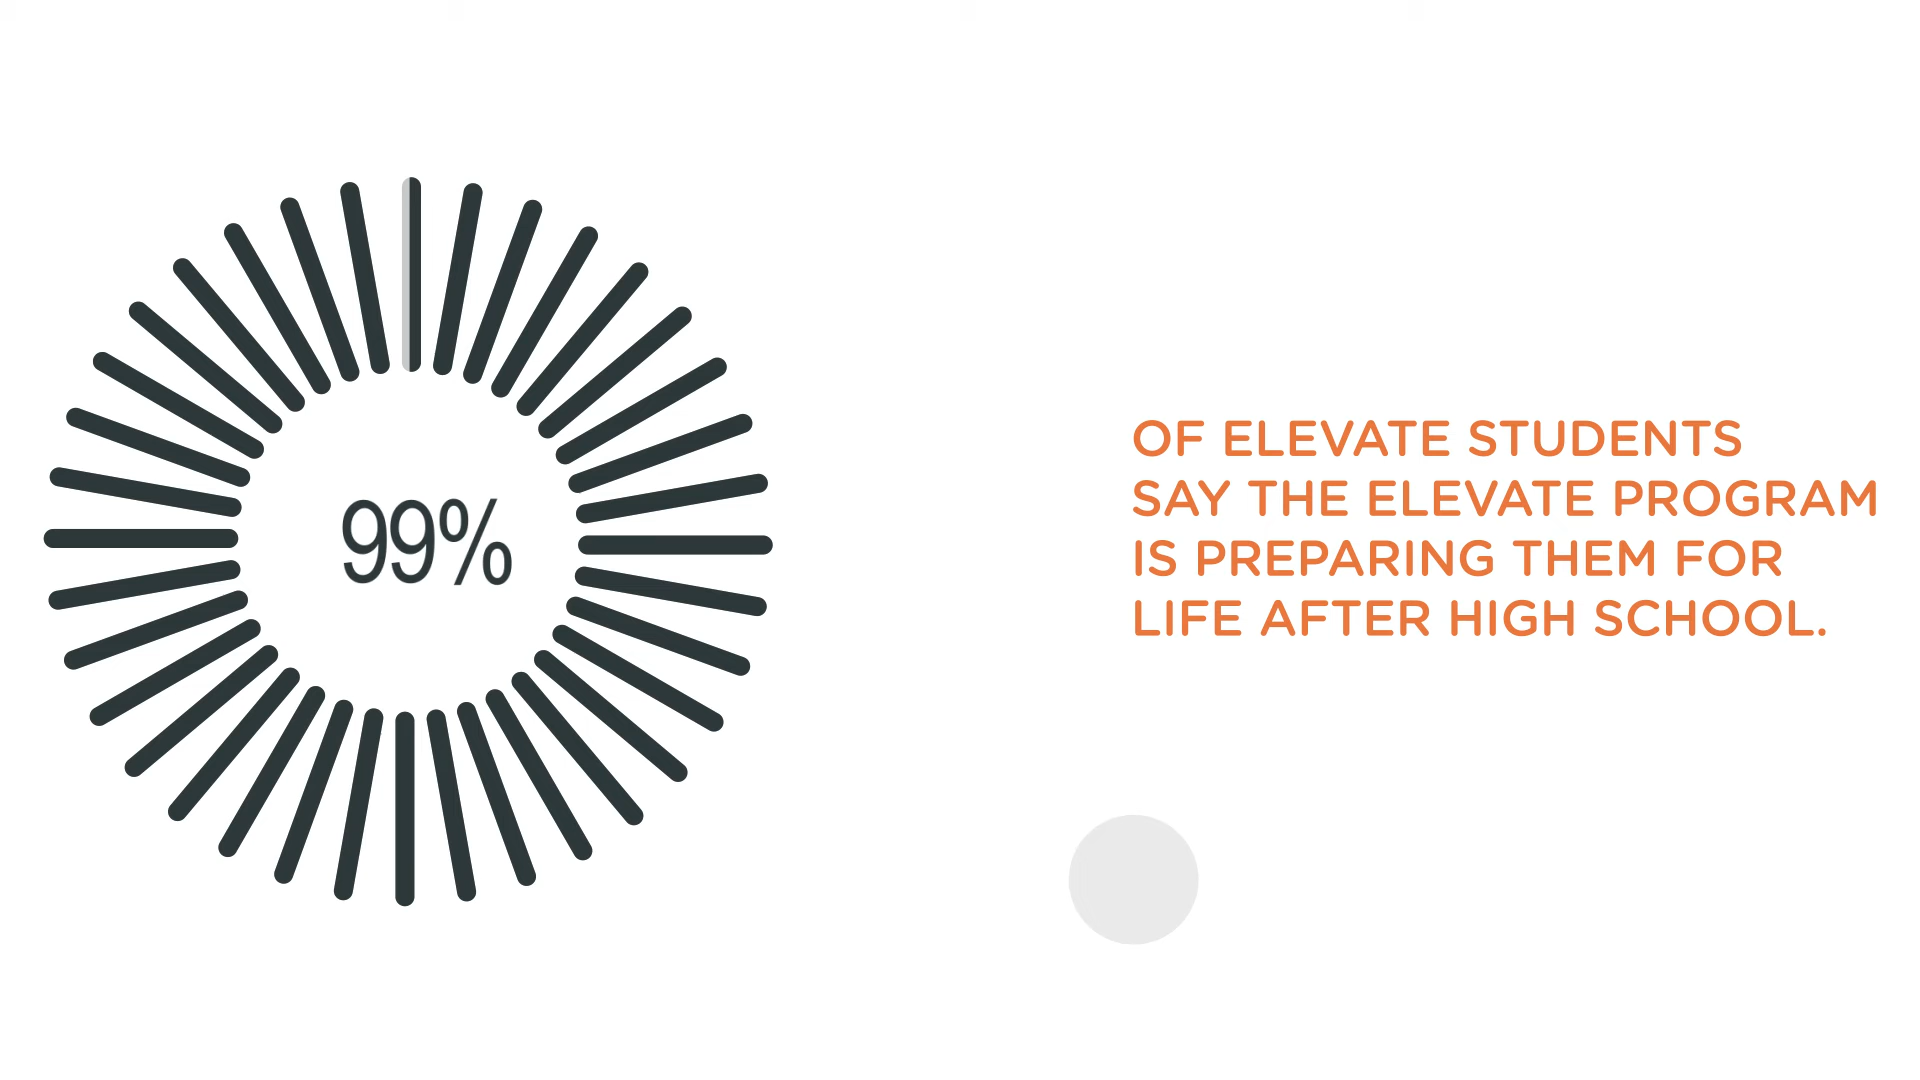 99%
OF ELEVATE STUDENTS
SAY THE ELEVATE PROGRAM
IS PREPARING THEM FOR
LIFE AFTER HIGH SCHOOL.